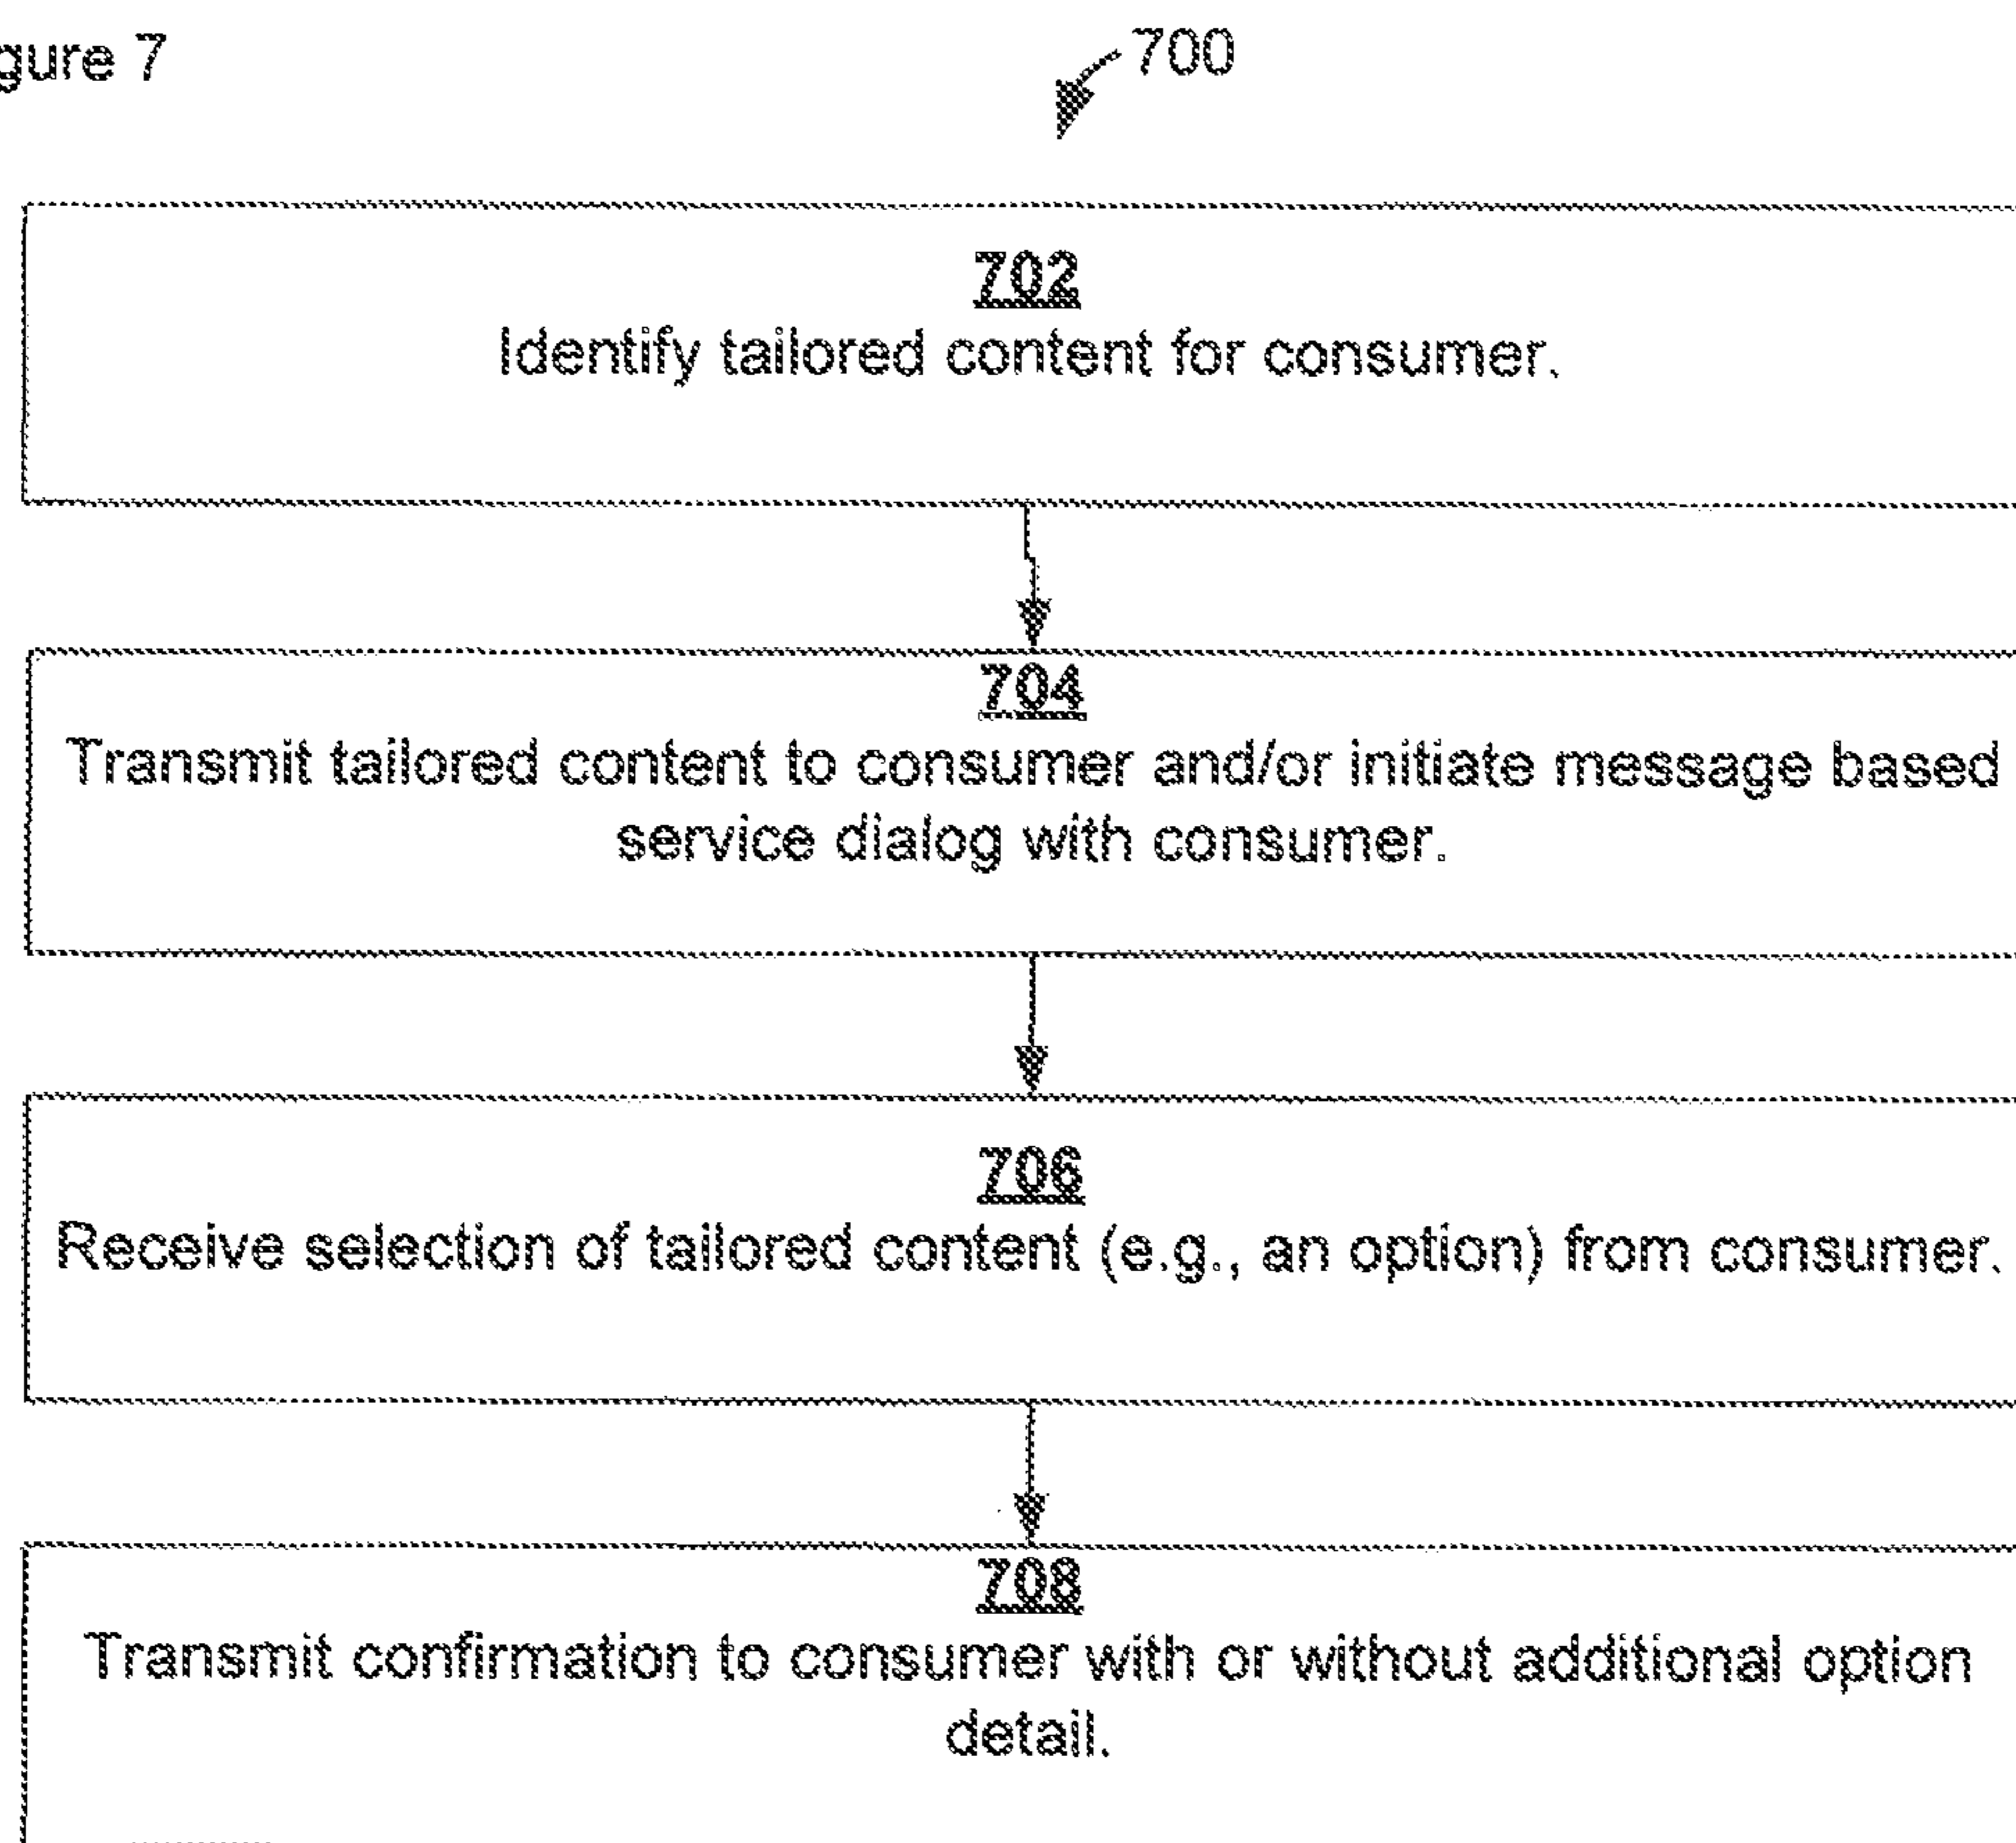 gure 7
700
702
Identify tailored content for consumer.
704
Transmit tailored content to consumer and/or initiate message based
service dialog with consumer.
706
Receive selection of tailored content (e.g., an option) from consumer.
708
Transmit confirmation to consumer with or without additional option
detail.